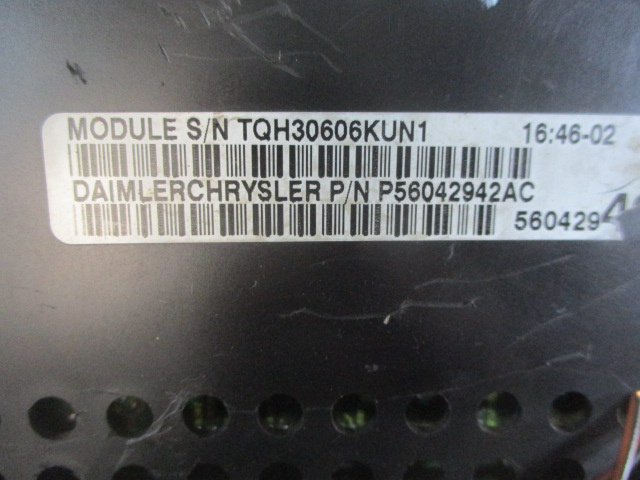 MODULE S/N TQH30606KUN1 16:46-02
DAIMLERCHRYSLER P/N P56042942AC
560429